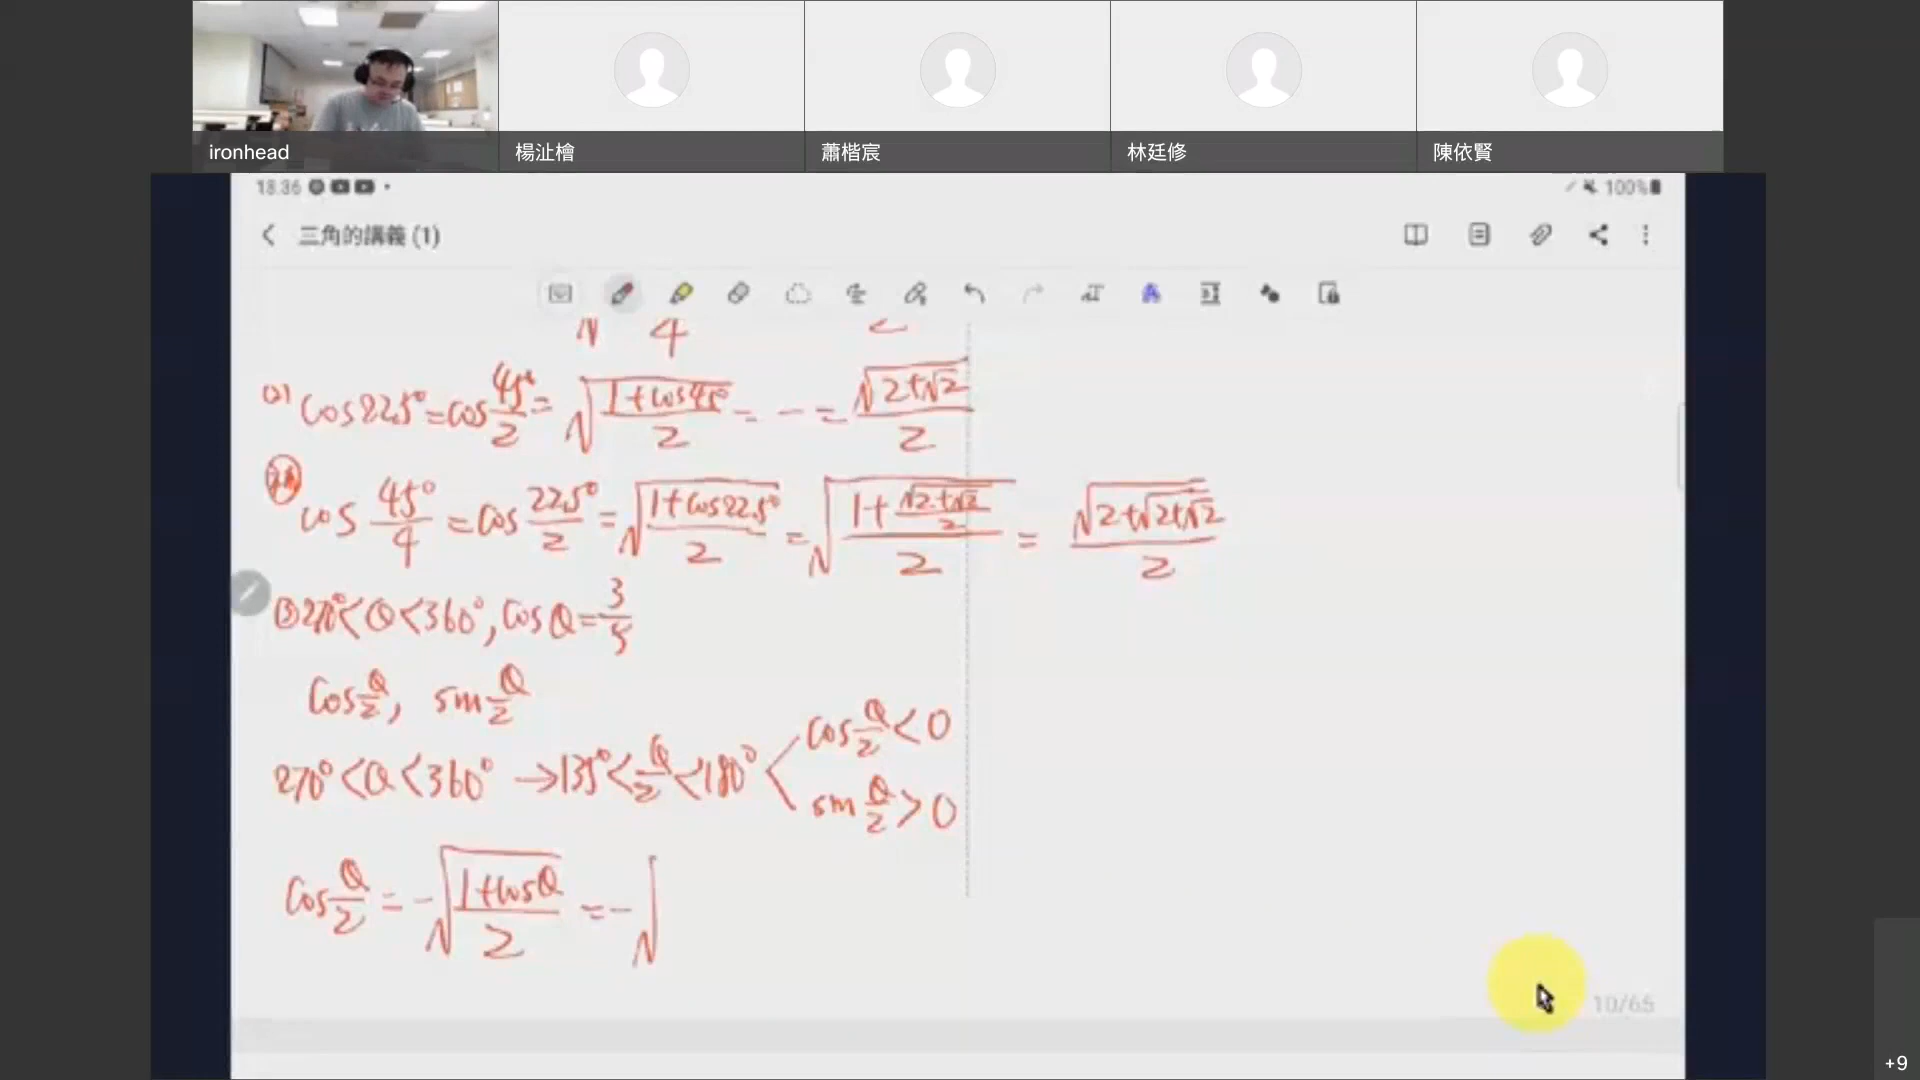 ironhead
楊沚檜
蕭楷宸
林廷修
陳依賢
18:36
100%
三角的講義 (1)
4 2
(2) cos22.5° = cos 45°/2 = √((1+cos45°)/2) = --- = √(2+√2)/2
cos 45°/4 = cos 22.5°/2 = √((1+cos22.5°)/2) = √((1+√(2+√2)/2)/2) = √(2+√(2+√2))/2
③ 270°<θ<360°, cosθ = 3/5
cos θ/2, sin θ/2
270°<θ<360° → 135°<θ/2<180°
cos θ/2 < 0
sin θ/2 > 0
cos θ/2 = -√((1+cosθ)/2) = -√
10/65
+9